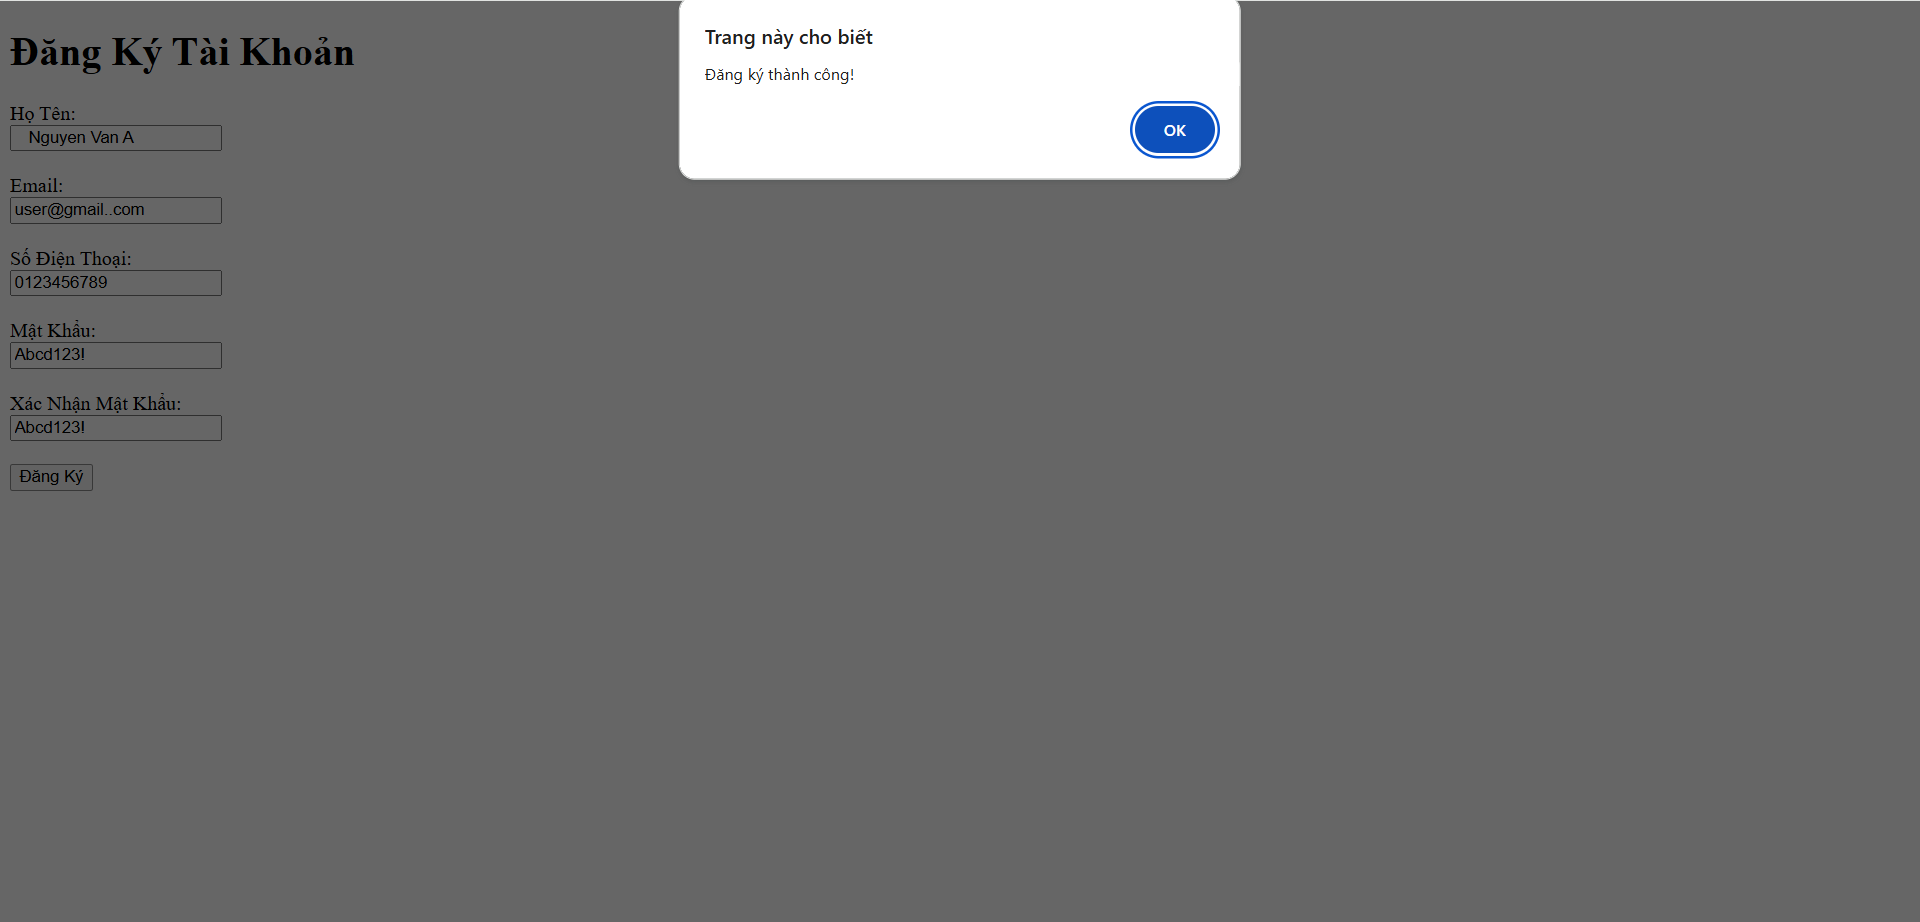 Trang này cho biết
Đăng ký thành công!
OK
Đăng Ký Tài Khoản
Họ Tên:
Nguyen Van A
Email:
user@gmail..com
Số Điện Thoại:
0123456789
Mật Khẩu:
Abcd123!
Xác Nhận Mật Khẩu:
Abcd123!
Đăng Ký